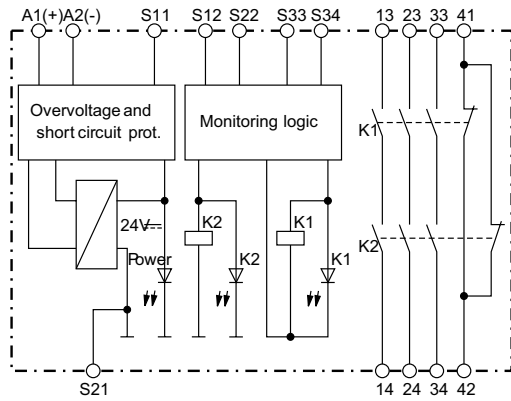 A1(+) A2(-) S11 S12 S22 S33 S34 13 23 33 41
Overvoltage and
short circuit prot.
Monitoring logic
K1
24V
K2 K1
K2
Power K2 K1
S21 14 24 34 42